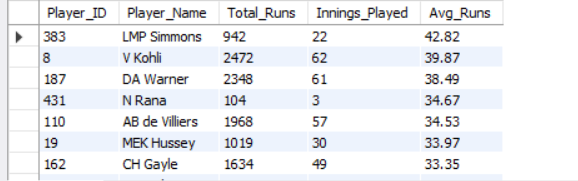 Player_ID Player_Name Total_Runs Innings_Played Avg_Runs
383 LMP Simmons 942 22 42.82
8 V Kohli 2472 62 39.87
187 DA Warner 2348 61 38.49
431 N Rana 104 3 34.67
110 AB de Villiers 1968 57 34.53
19 MEK Hussey 1019 30 33.97
162 CH Gayle 1634 49 33.35